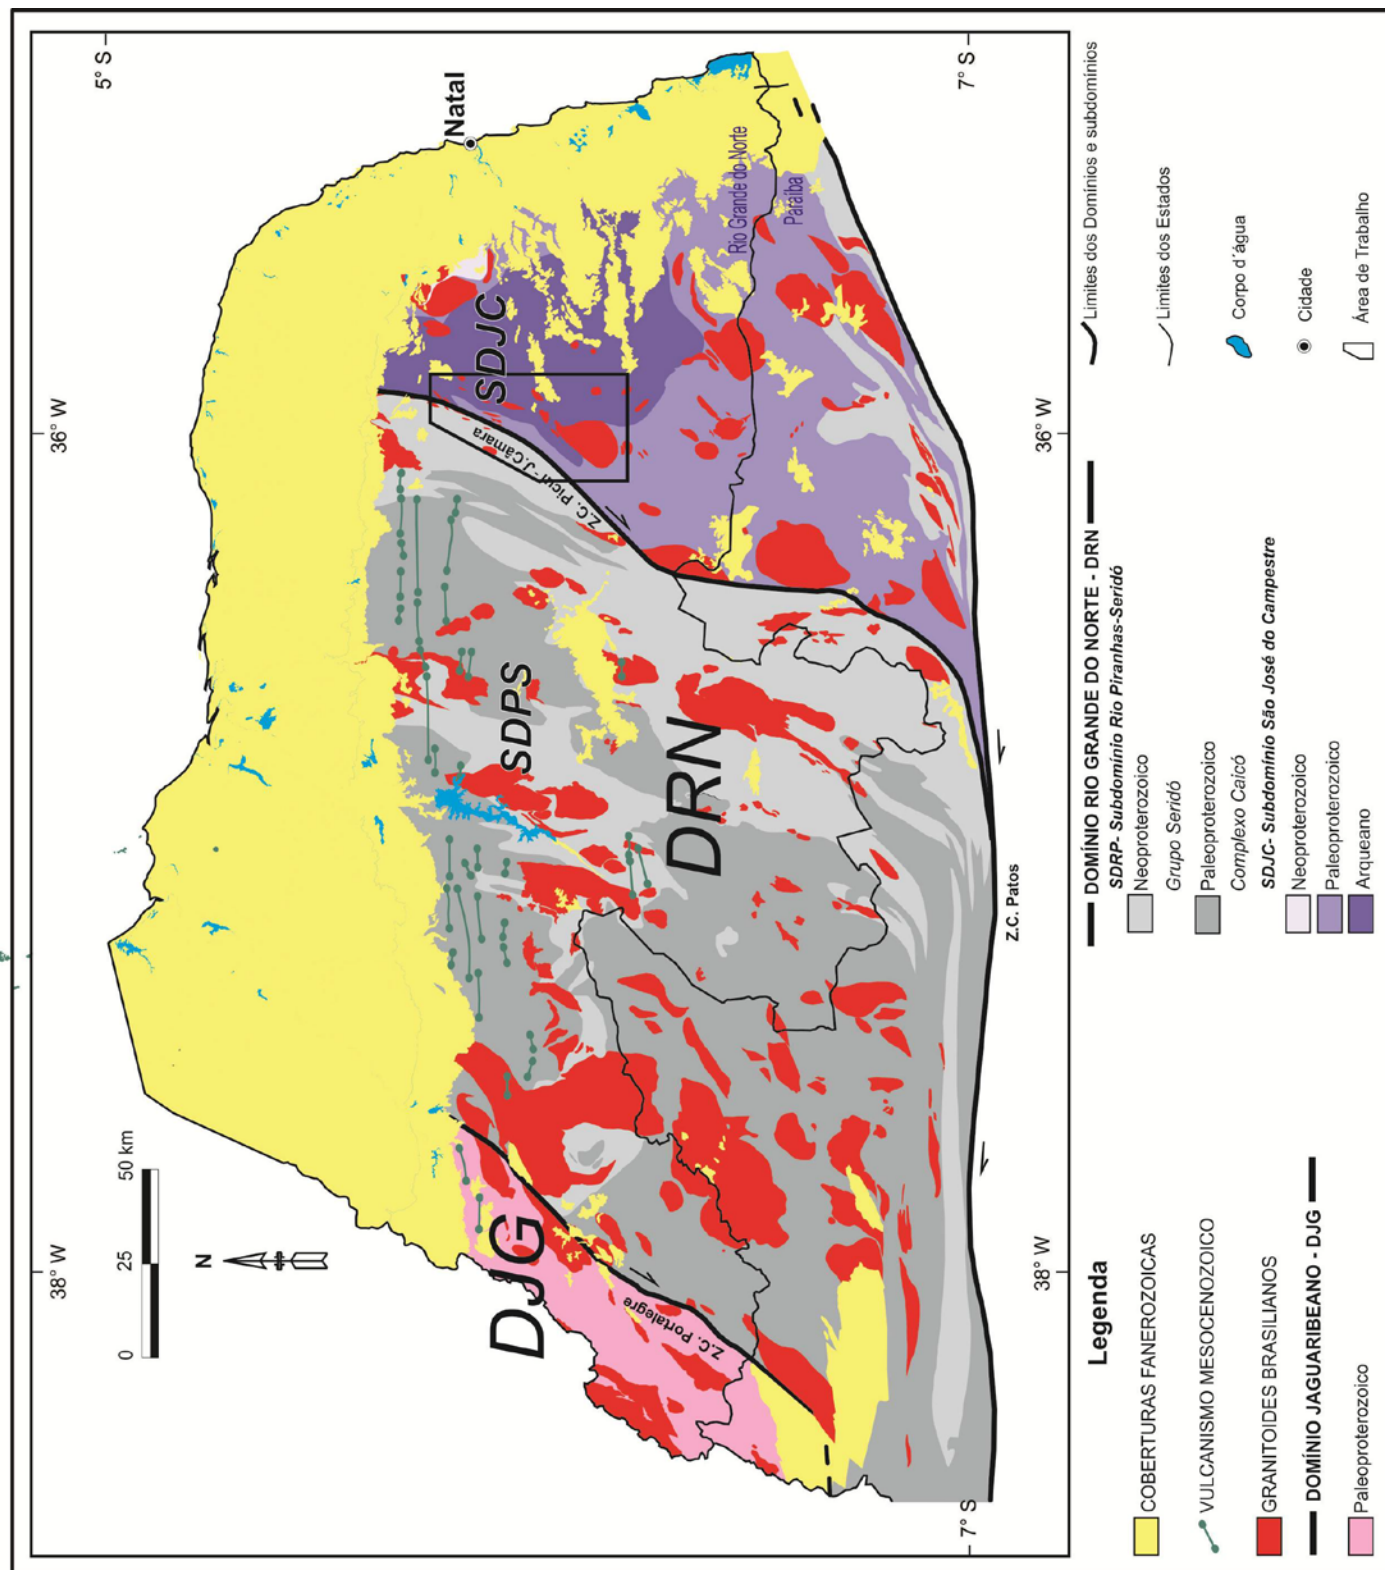 5° S
7° S
36° W
38° W
Natal
Rio Grande do Norte
Paraíba
SDJC
Z.C. Picuí-J.Câmara
SDPS
DRN
DJG
Z.C. Portalegre
Z.C. Patos
N
0 25 50 km
36° W
38° W
7° S
Legenda
COBERTURAS FANEROZOICAS
VULCANISMO MESOCENOZOICO
GRANITOIDES BRASILIANOS
DOMÍNIO JAGUARIBEANO - DJG
Paleoproterozoico
DOMÍNIO RIO GRANDE DO NORTE - DRN
SDRP- Subdomínio Rio Piranhas-Seridó
Neoproterozoico
Grupo Seridó
Paleoproterozoico
Complexo Caicó
SDJC- Subdomínio São José do Campestre
Neoproterozoico
Paleoproterozoico
Arqueano
Limites dos Domínios e subdomínios
Limites dos Estados
Corpo d´água
Cidade
Área de Trabalho